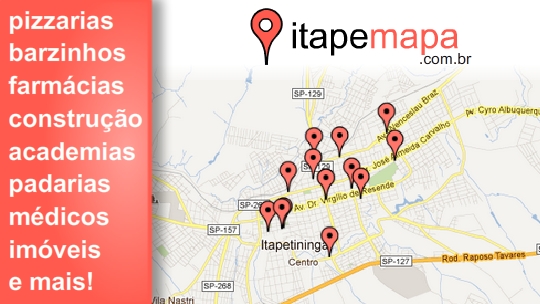 pizzarias
barzinhos
farmácias
construção
academias
padarias
médicos
imóveis
e mais!
itapemapa
.com.br
SP-129
Av. Wenceslau Braz
Av. Cyro Albuquerque
José Almeida Carvalho
129
Av. Dr. Virgílio de Resende
SP-157
Itapetininga
Centro
SP-127
Rod. Raposo Tavares
SP-268
Vila Nastri